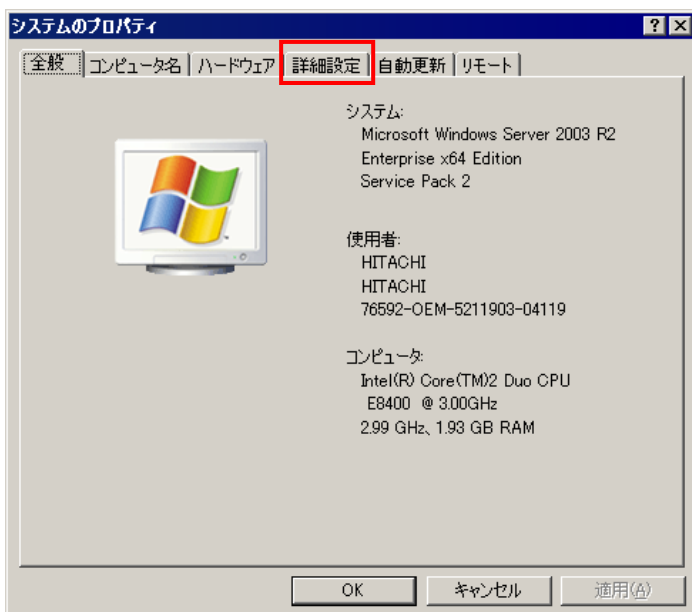 システムのプロパティ
全般 コンピュータ名 ハードウェア 詳細設定 自動更新 リモート
システム:
Microsoft Windows Server 2003 R2
Enterprise x64 Edition
Service Pack 2
使用者:
HITACHI
HITACHI
76592-OEM-5211903-04119
コンピュータ:
Intel(R) Core(TM)2 Duo CPU
E8400 @ 3.00GHz
2.99 GHz、1.93 GB RAM
OK キャンセル 適用(A)